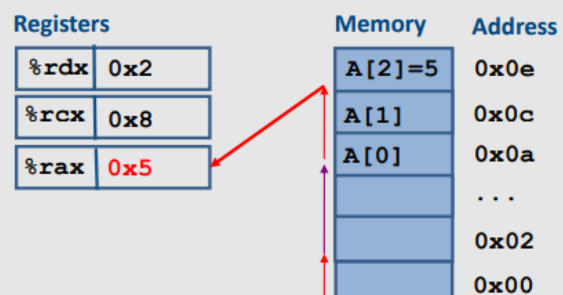 Registers Memory Address
%rdx 0x2 A[2]=5 0x0e
%rcx 0x8 A[1] 0x0c
%rax 0x5 A[0] 0x0a
...
0x02
0x00